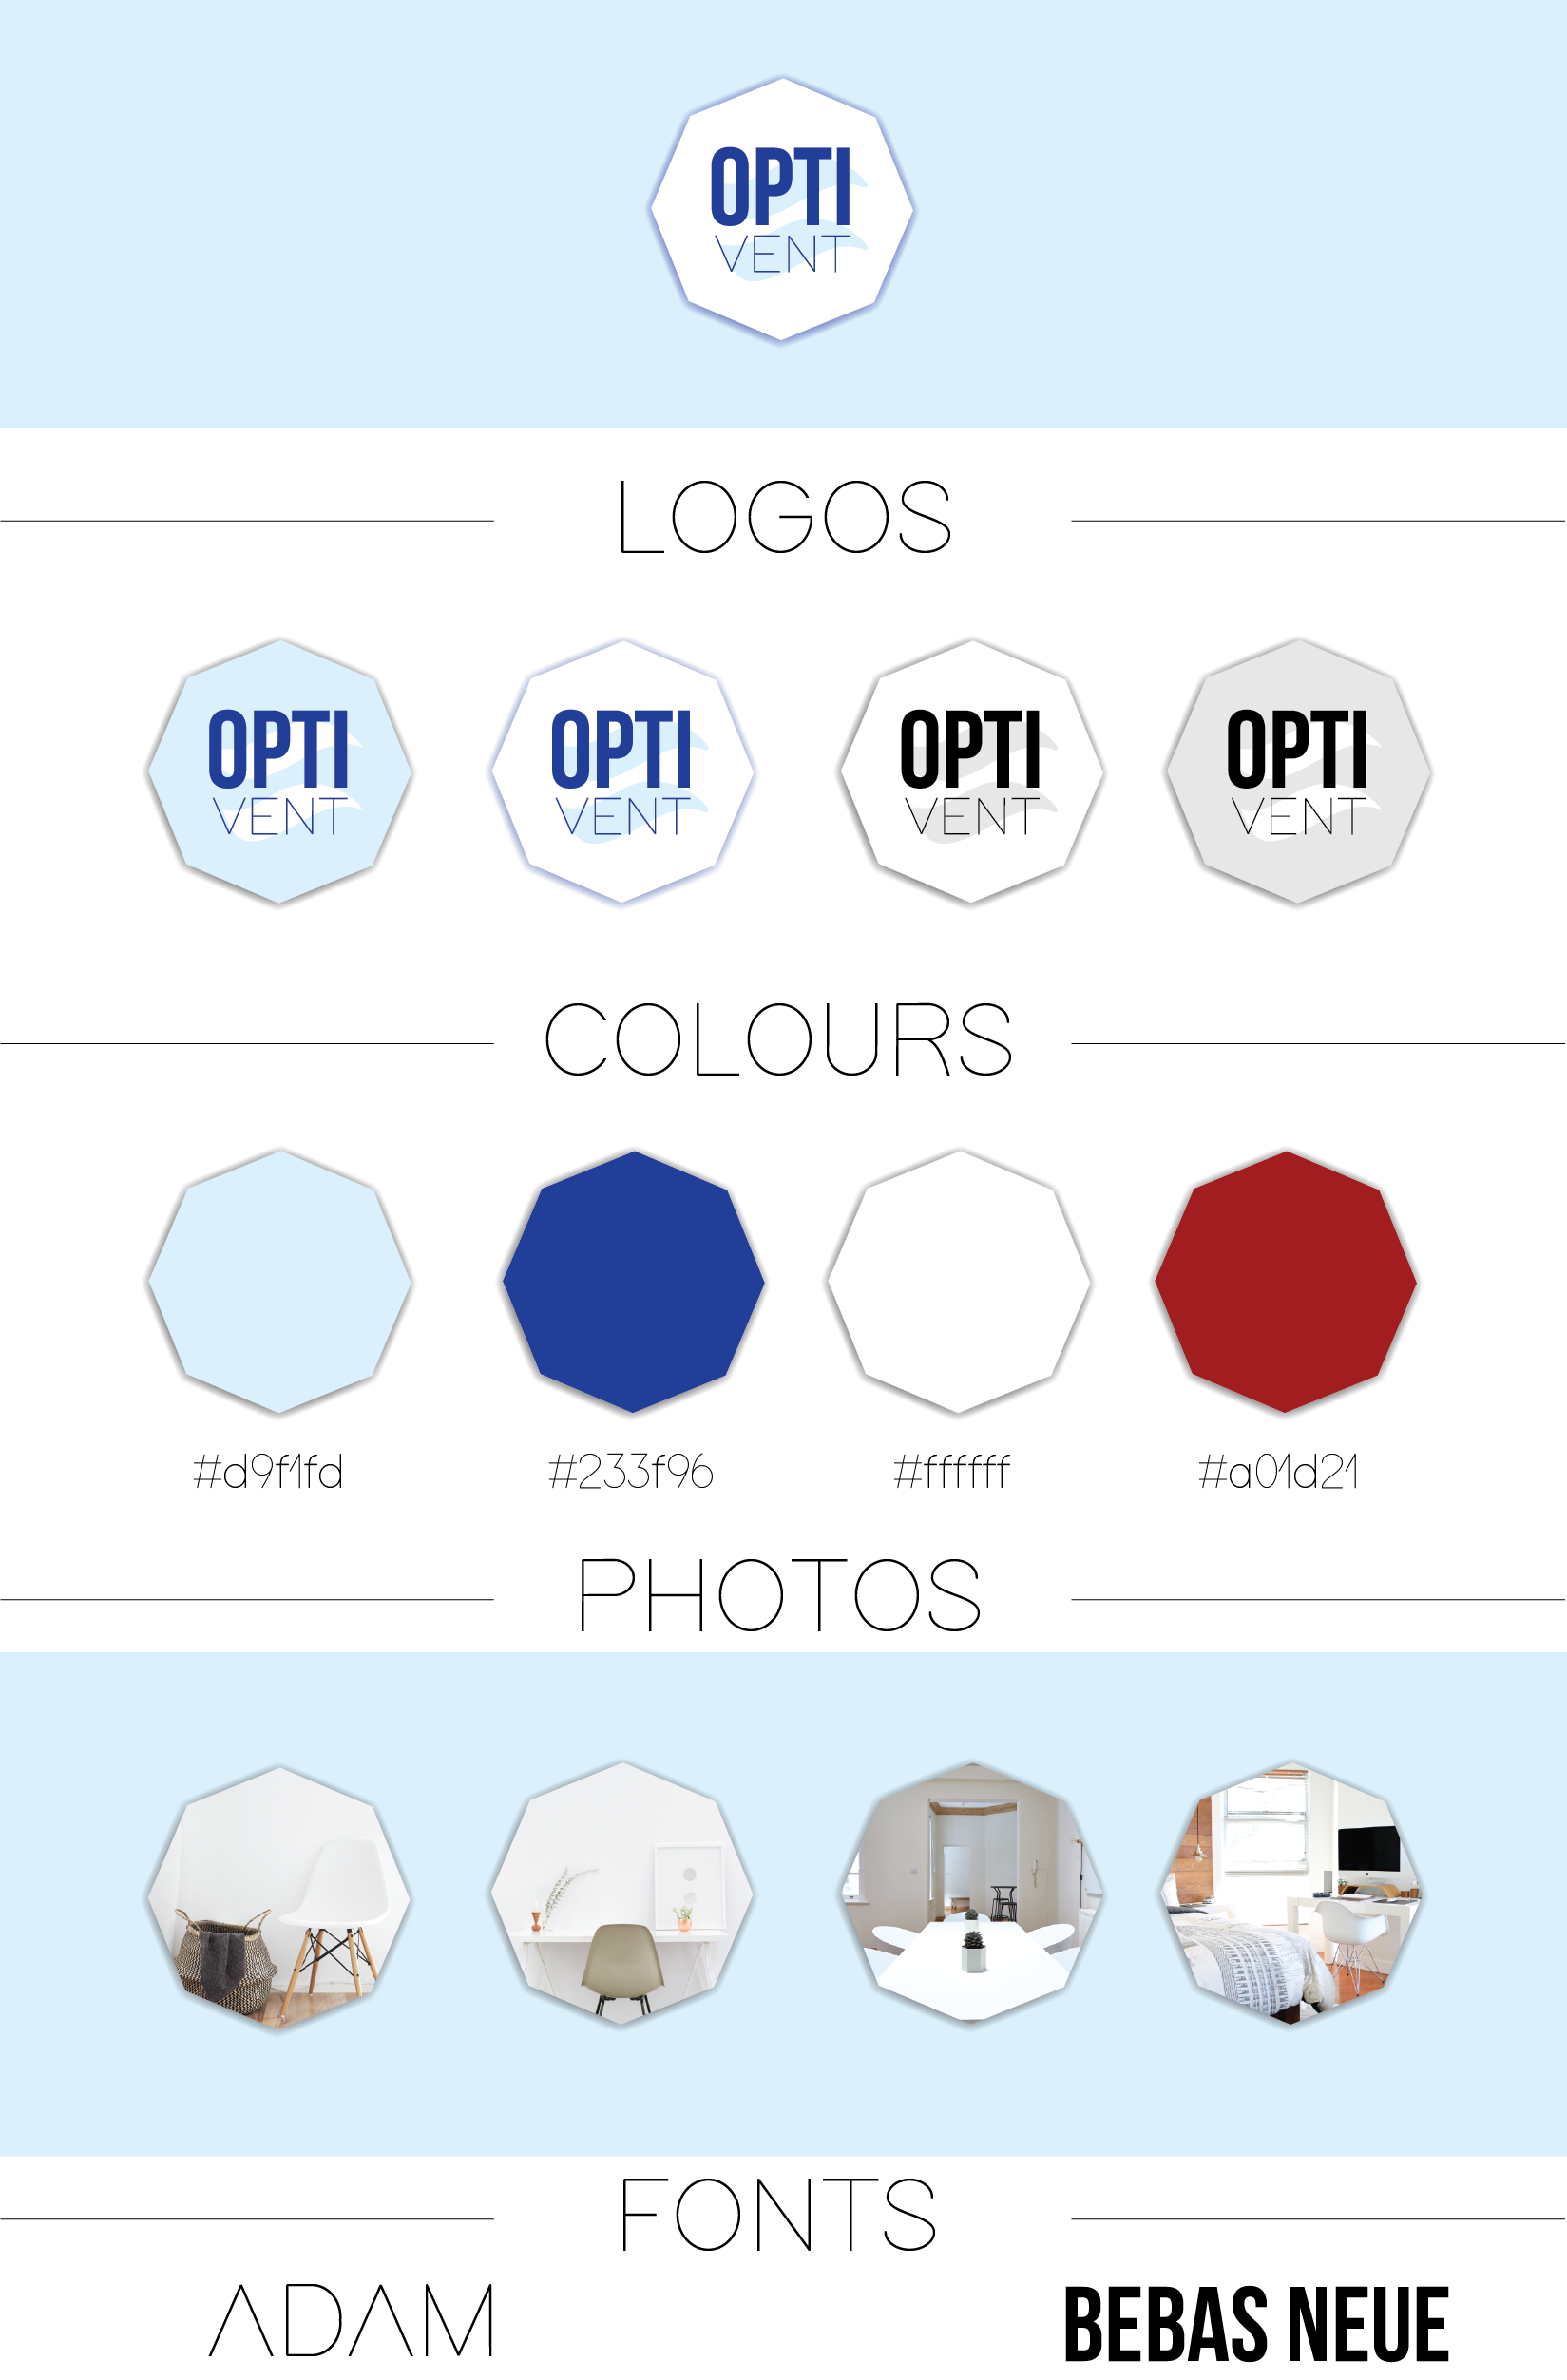 OPTI
VENT
LOGOS
OPTI
VENT
OPTI
VENT
OPTI
VENT
OPTI
VENT
COLOURS
#d9f1fd
#233f96
#ffffff
#a01d21
PHOTOS
FONTS
ADAM
BEBAS NEUE